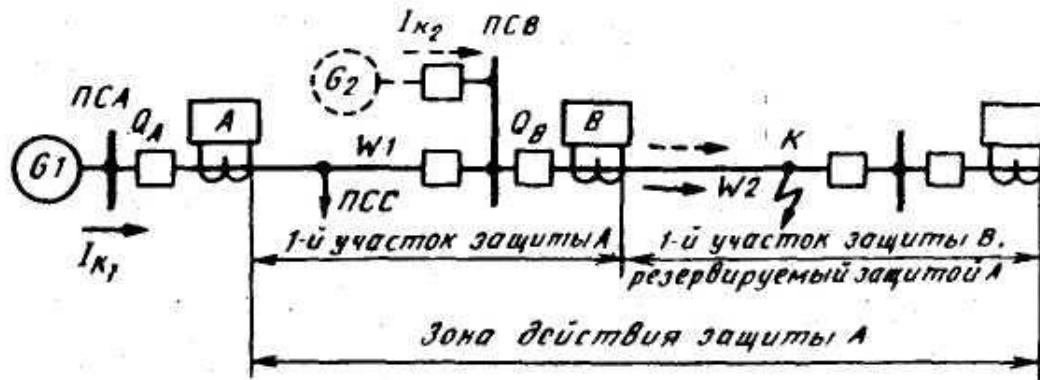 Iк2 ПСВ
G2
ПСА
QА A
QВ B
G1
W1
K
W2
ПСС
Iк1
1-й участок защиты А
1-й участок защиты В,
резервируемый защитой А
Зона действия защиты А